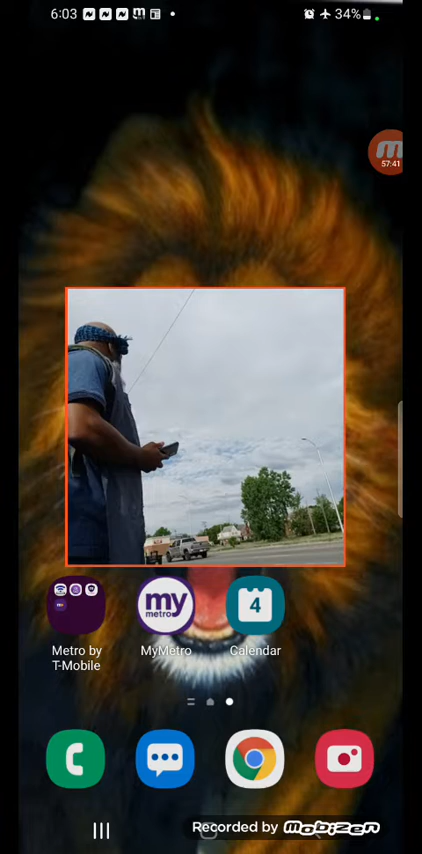 6:03
34%
57:41
my
metro
4
Metro by
T-Mobile
MyMetro
Calendar
Recorded by Mobizen